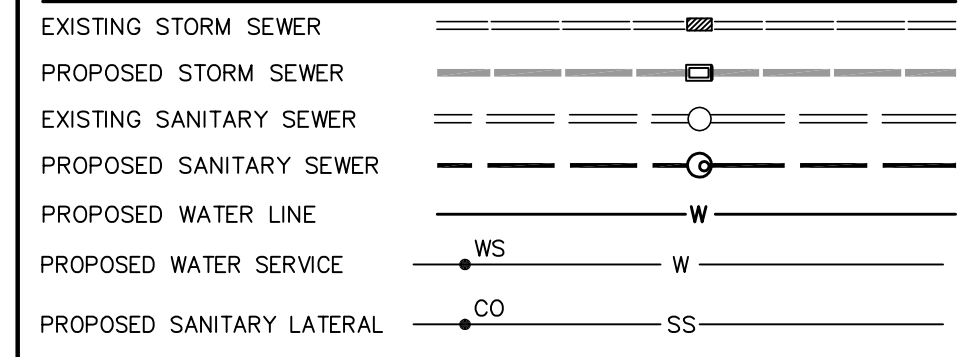 EXISTING STORM SEWER
PROPOSED STORM SEWER
EXISTING SANITARY SEWER
PROPOSED SANITARY SEWER
PROPOSED WATER LINE W
WS
PROPOSED WATER SERVICE W
CO
PROPOSED SANITARY LATERAL SS